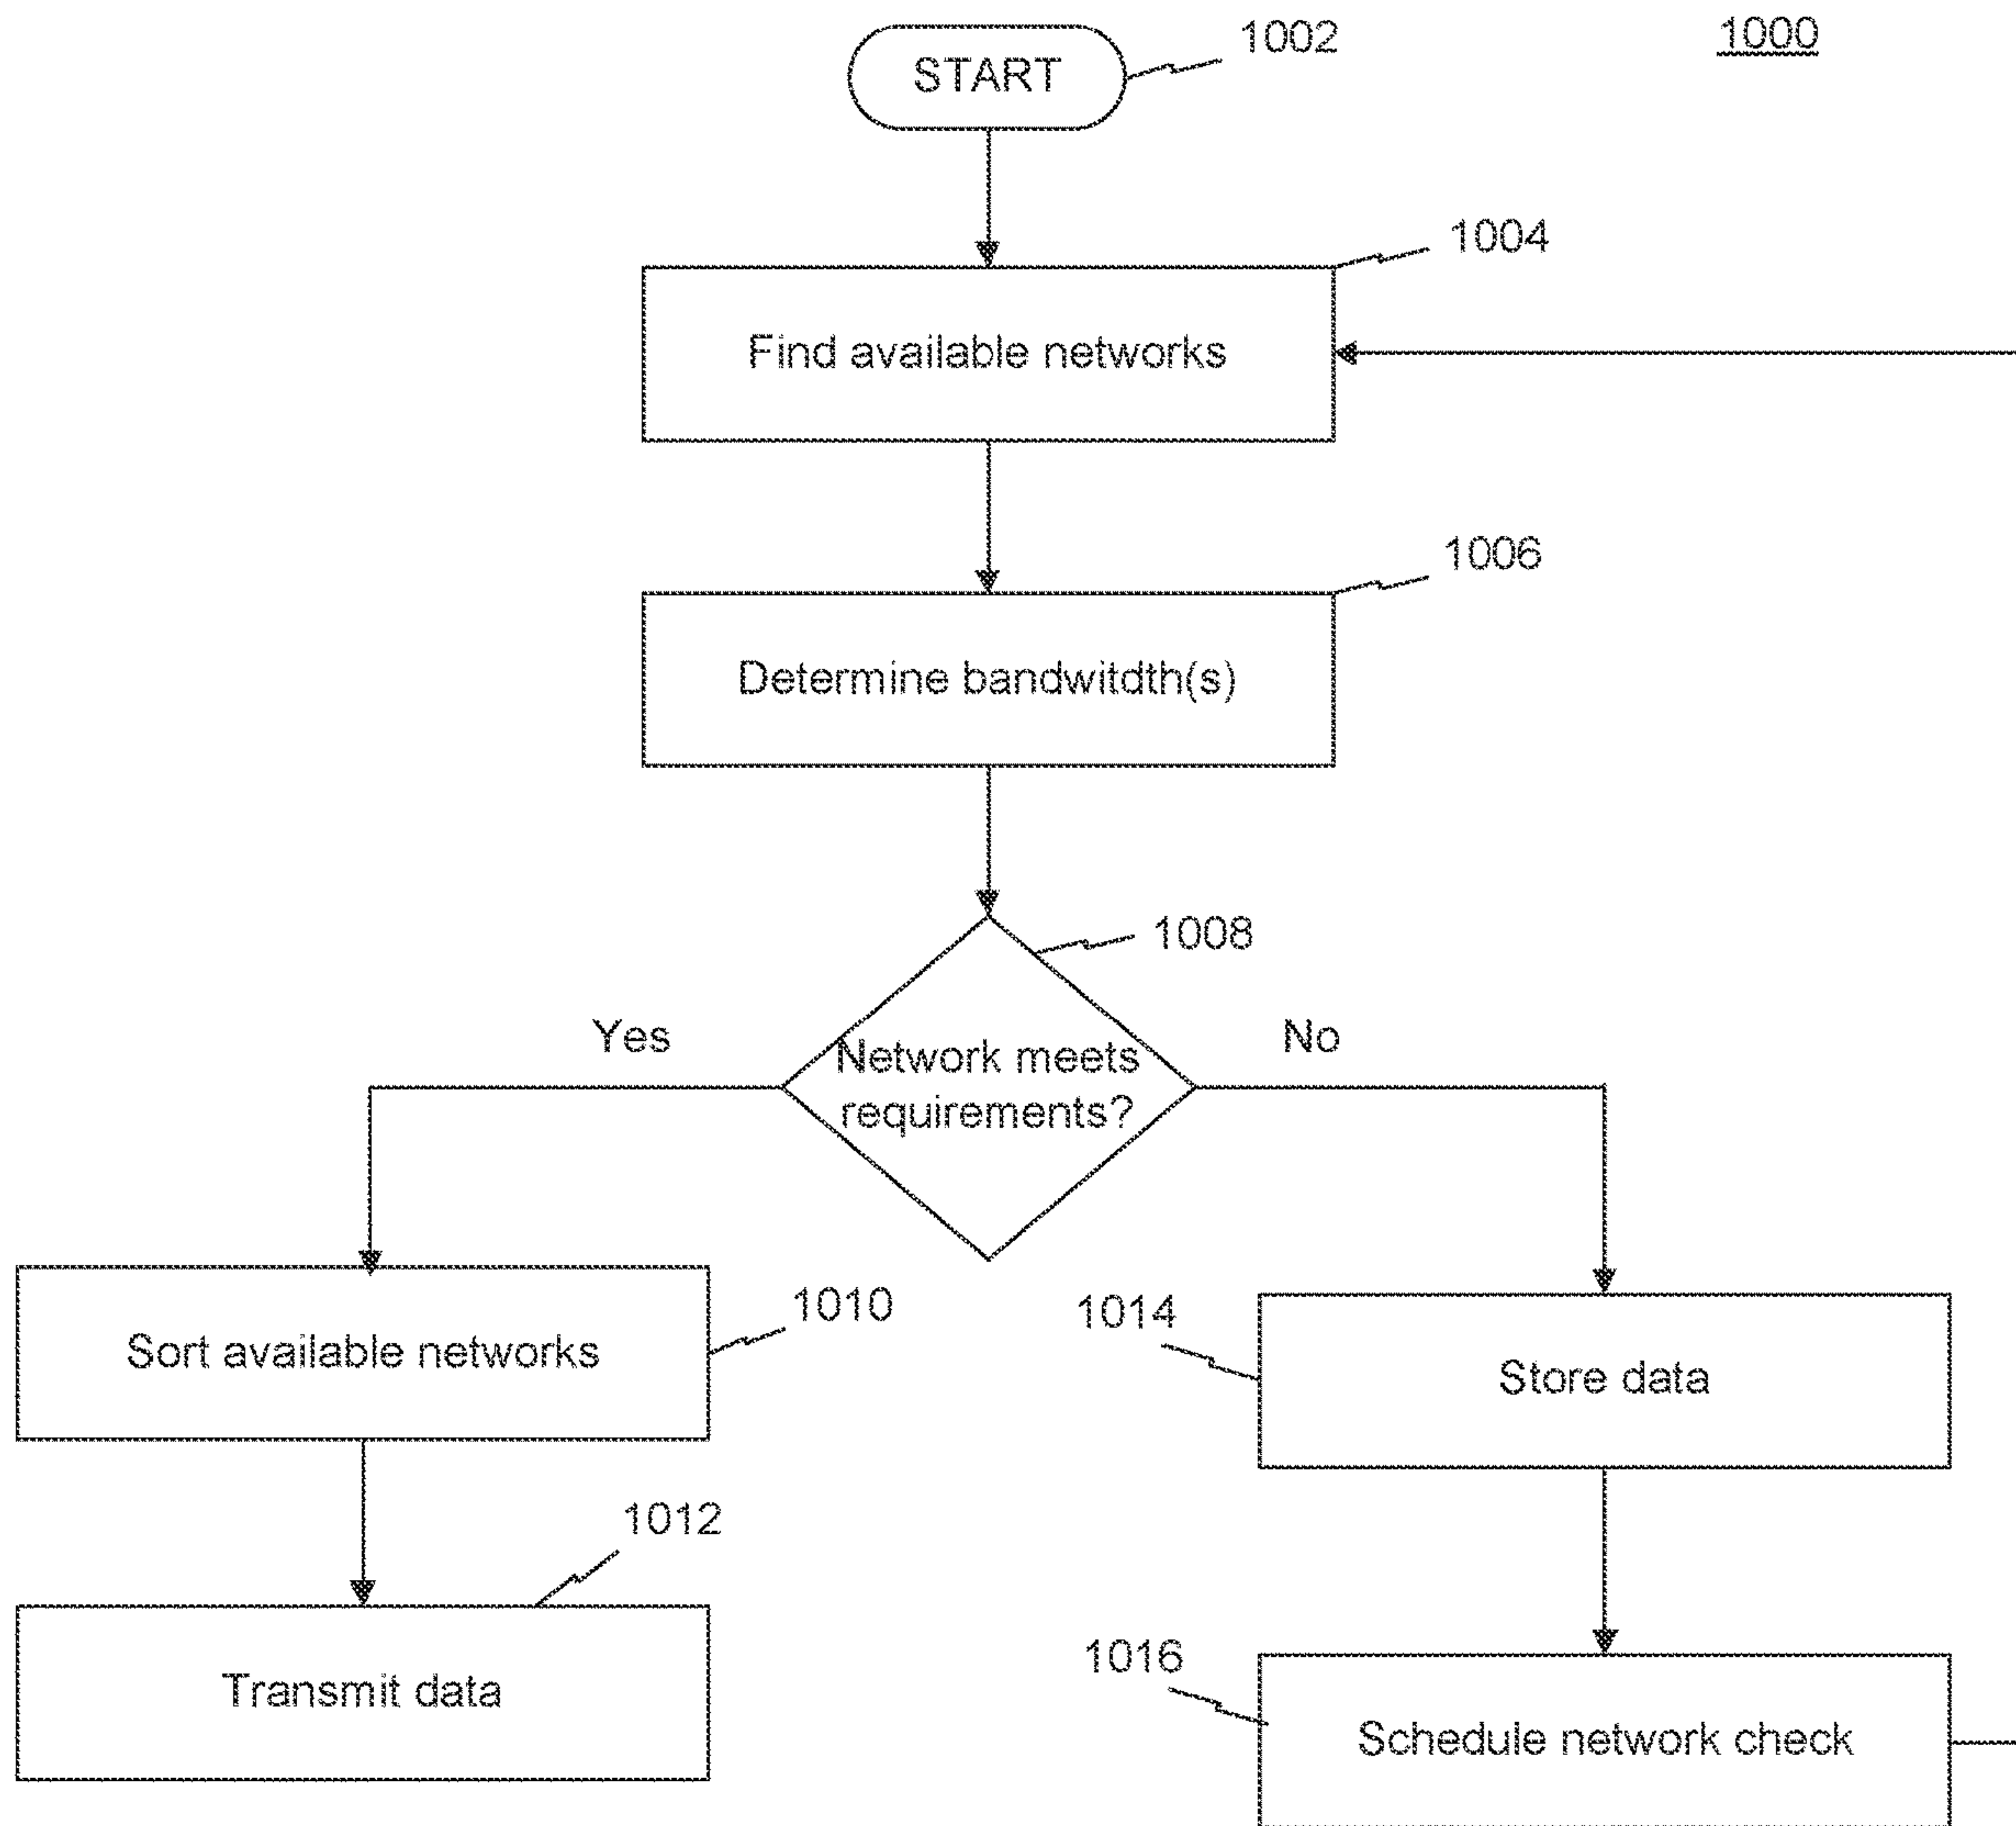 1000
1002
START
1004
Find available networks
1006
Determine bandwitdth(s)
1008
Yes
No
Network meets
requirements?
1010
Sort available networks
1014
Store data
1012
Transmit data
1016
Schedule network check